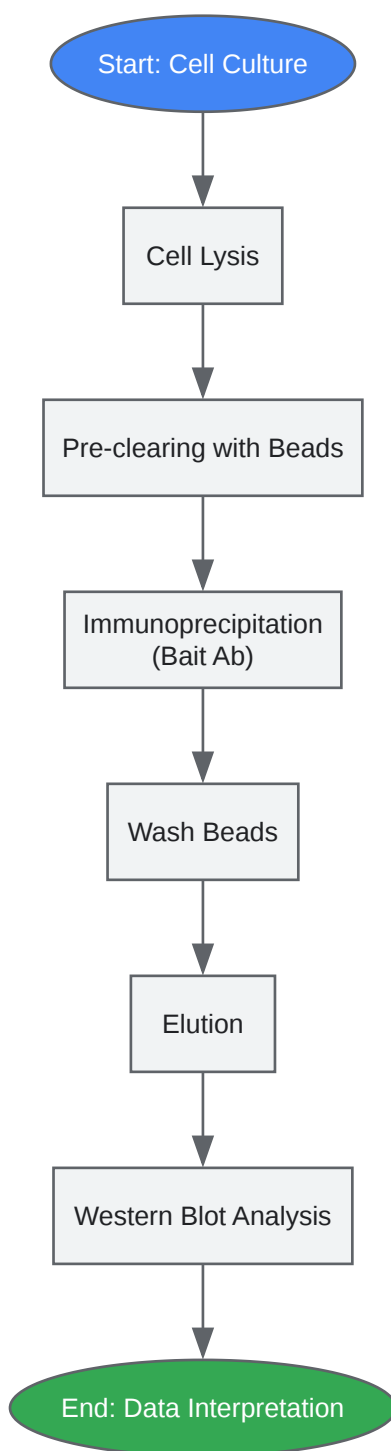 Start: Cell Culture
Cell Lysis
Pre-clearing with Beads
Immunoprecipitation
(Bait Ab)
Wash Beads
Elution
Western Blot Analysis
End: Data Interpretation